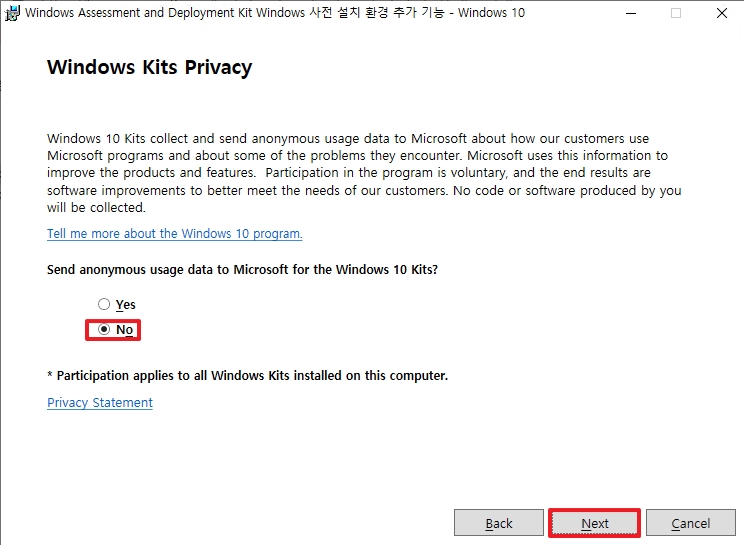 Windows Assessment and Deployment Kit Windows 사전 설치 환경 추가 기능 - Windows 10
Windows Kits Privacy
Windows 10 Kits collect and send anonymous usage data to Microsoft about how our customers use
Microsoft programs and about some of the problems they encounter. Microsoft uses this information to
improve the products and features.  Participation in the program is voluntary, and the end results are
software improvements to better meet the needs of our customers. No code or software produced by you
will be collected.
Tell me more about the Windows 10 program.
Send anonymous usage data to Microsoft for the Windows 10 Kits?
Yes
No
* Participation applies to all Windows Kits installed on this computer.
Privacy Statement
Back Next Cancel